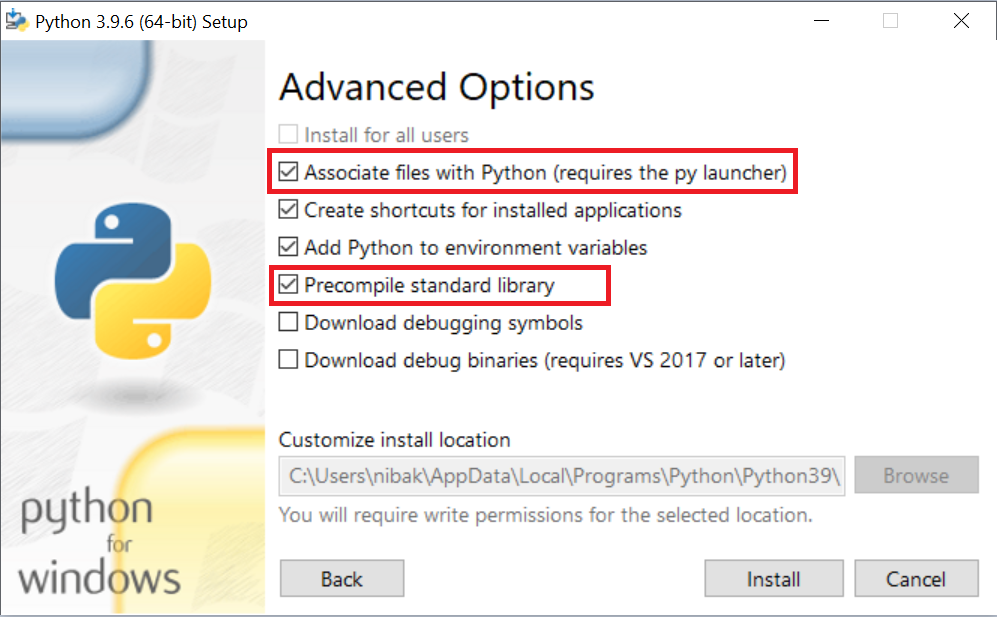 Python 3.9.6 (64-bit) Setup
Advanced Options
Install for all users
Associate files with Python (requires the py launcher)
Create shortcuts for installed applications
Add Python to environment variables
Precompile standard library
Download debugging symbols
Download debug binaries (requires VS 2017 or later)
Customize install location
C:\Users\nibak\AppData\Local\Programs\Python\Python39\
Browse
You will require write permissions for the selected location.
python
for
windows
Back
Install
Cancel